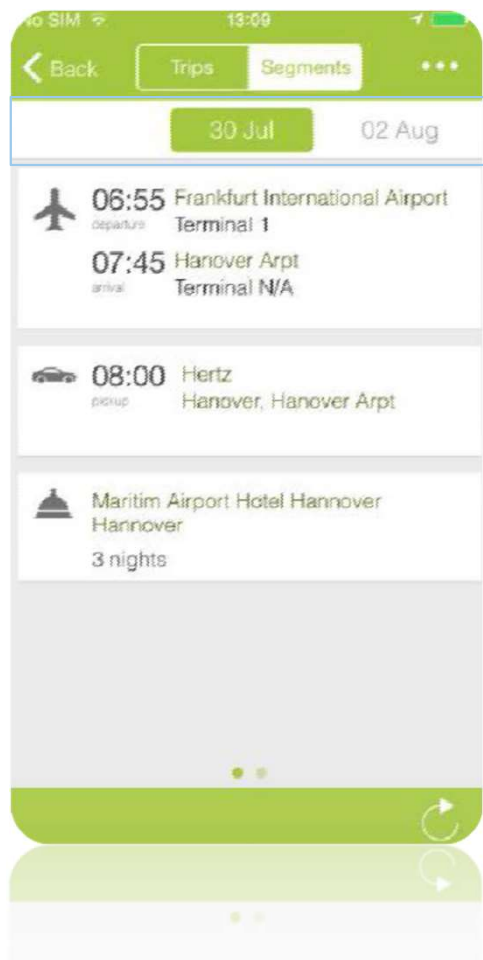 No SIM 13:09
Back Trips Segments
30 Jul 02 Aug
06:55 Frankfurt International Airport
departure Terminal 1
07:45 Hanover Arpt
arrival Terminal N/A
08:00 Hertz
pickup Hanover, Hanover Arpt
Maritim Airport Hotel Hannover
Hannover
3 nights